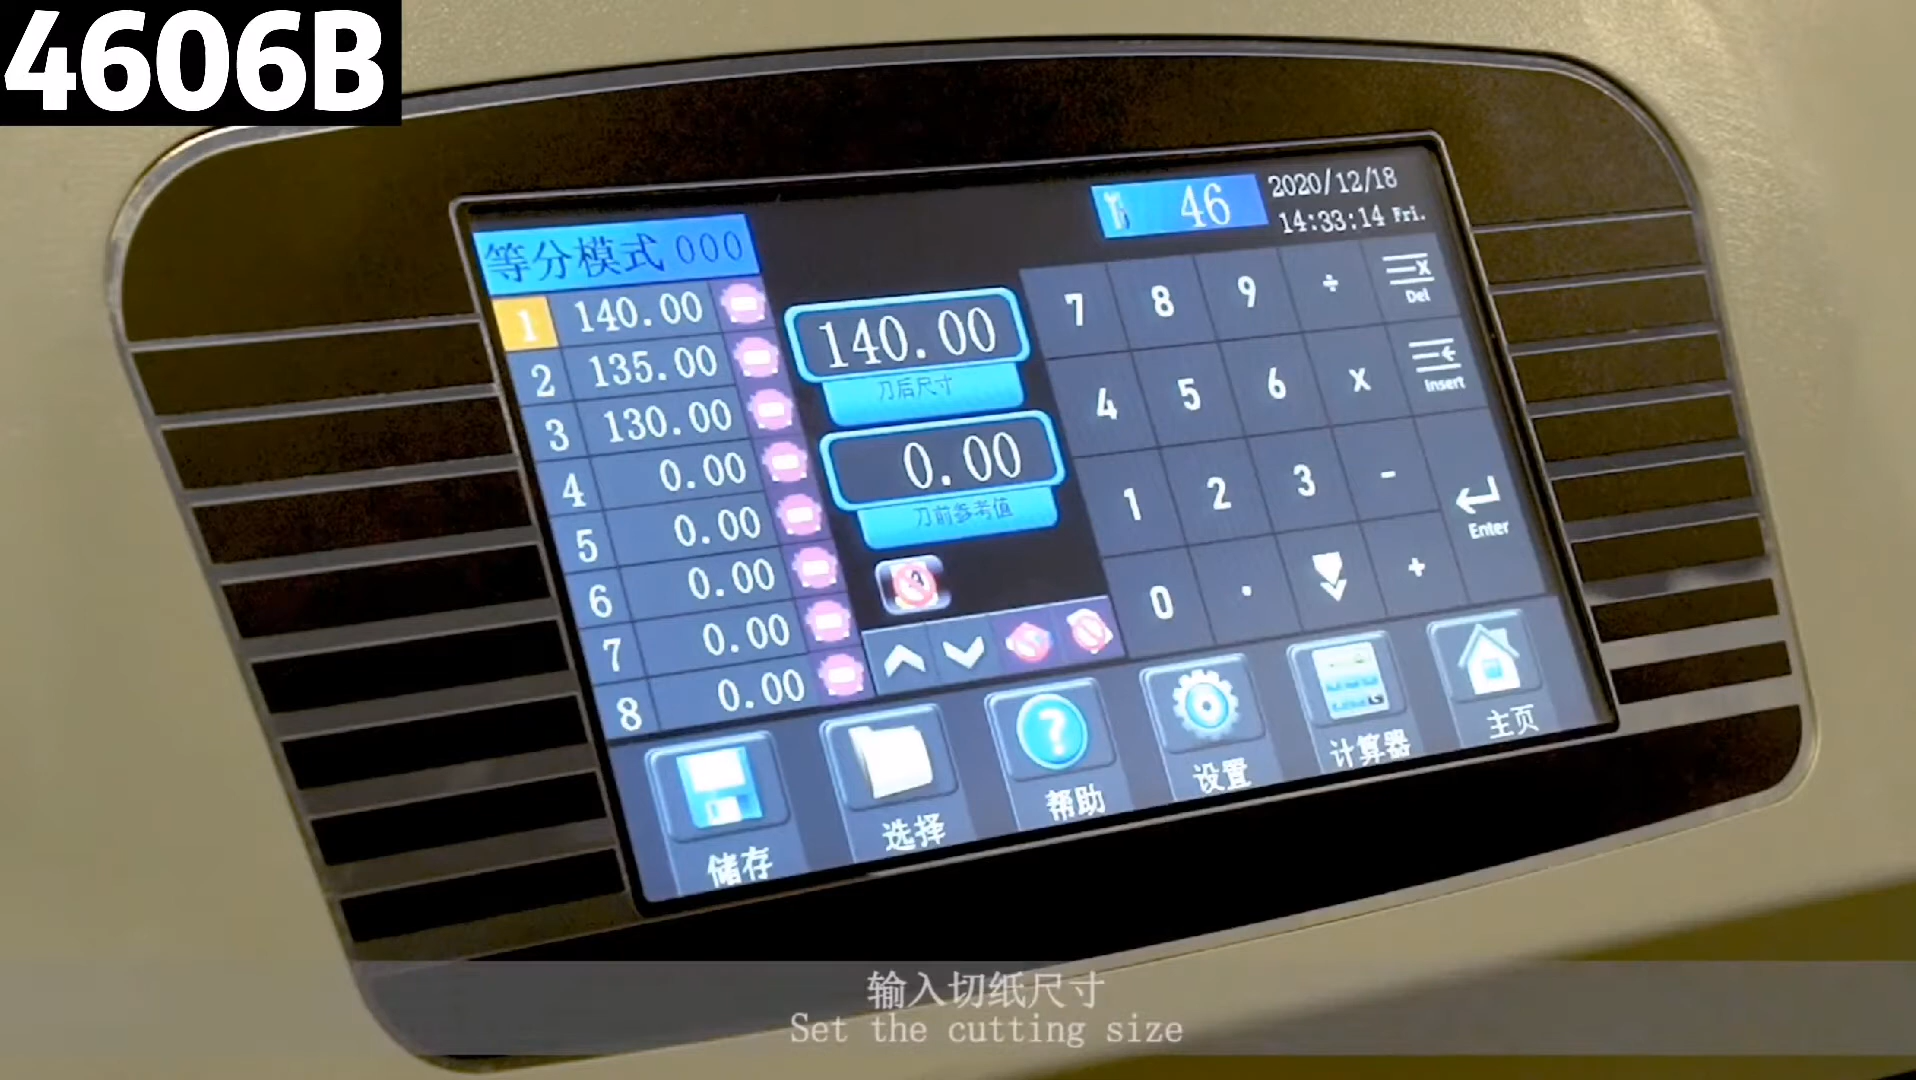 4606B
46
2020/12/18
14:33:14 Fri.
等分模式 000
1 140.00
2 135.00
3 130.00
4 0.00
5 0.00
6 0.00
7 0.00
8 0.00
140.00
刀后尺寸
0.00
刀前参考值
7 8 9 ÷ Del
4 5 6 x Insert
1 2 3 - Enter
0 . +
储存
选择
帮助
设置
计算器
主页
输入切纸尺寸
Set the cutting size